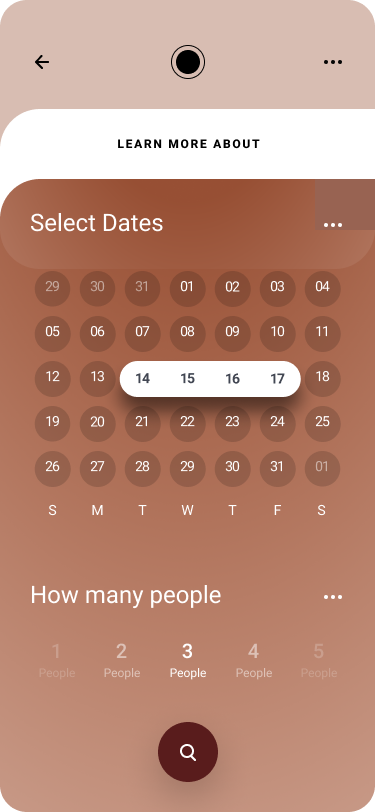 LEARN MORE ABOUT
Select Dates
29 30 31 01 02 03 04
05 06 07 08 09 10 11
12 13 14 15 16 17 18
19 20 21 22 23 24 25
26 27 28 29 30 31 01
S M T W T F S
How many people
1 2 3 4 5
People People People People People